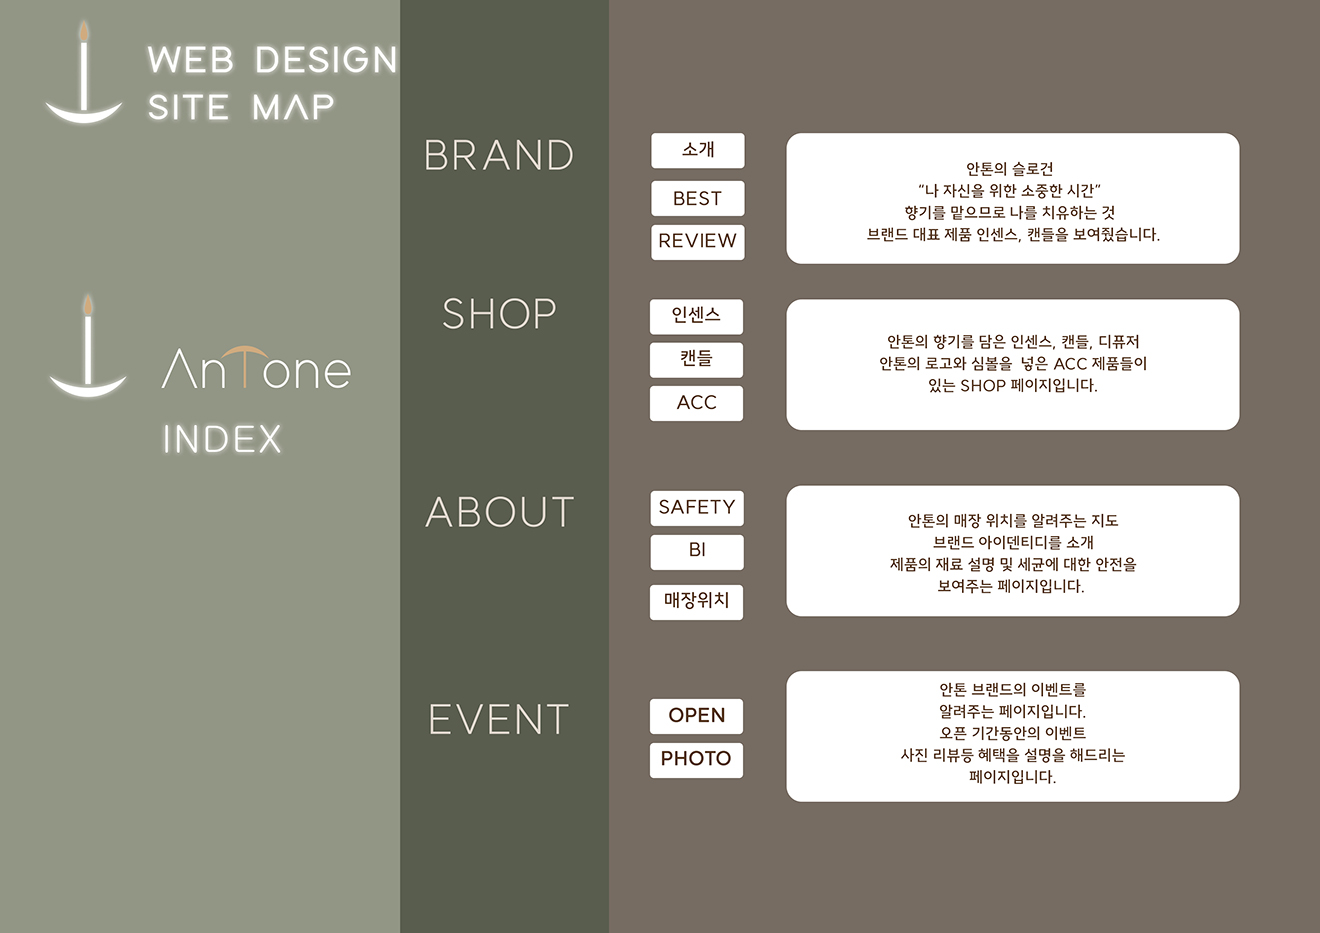 WEB DESIGN
SITE MAP
AnTone
INDEX
BRAND
소개
BEST
REVIEW
안톤의 슬로건
“나 자신을 위한 소중한 시간”
향기를 맡으므로 나를 치유하는 것
브랜드 대표 제품 인센스, 캔들을 보여줬습니다.
SHOP
인센스
캔들
ACC
안톤의 향기를 담은 인센스, 캔들, 디퓨저
안톤의 로고와 심볼을 넣은 ACC 제품들이
있는 SHOP 페이지입니다.
ABOUT
SAFETY
BI
매장위치
안톤의 매장 위치를 알려주는 지도
브랜드 아이덴티디를 소개
제품의 재료 설명 및 세균에 대한 안전을
보여주는 페이지입니다.
EVENT
OPEN
PHOTO
안톤 브랜드의 이벤트를
알려주는 페이지입니다.
오픈 기간동안의 이벤트
사진 리뷰등 혜택을 설명을 해드리는
페이지입니다.